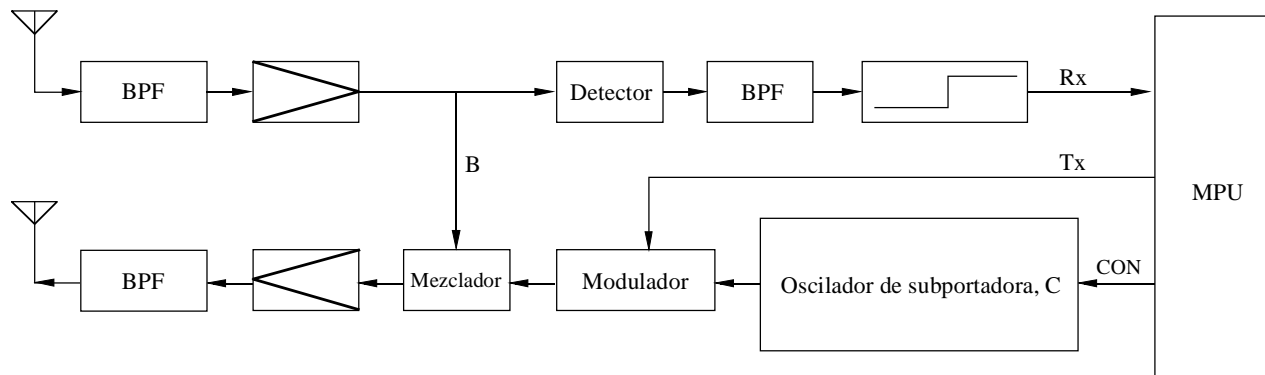 BPF
Detector
BPF
Rx
B
Tx
MPU
BPF
Mezclador
Modulador
Oscilador de subportadora, C
CON